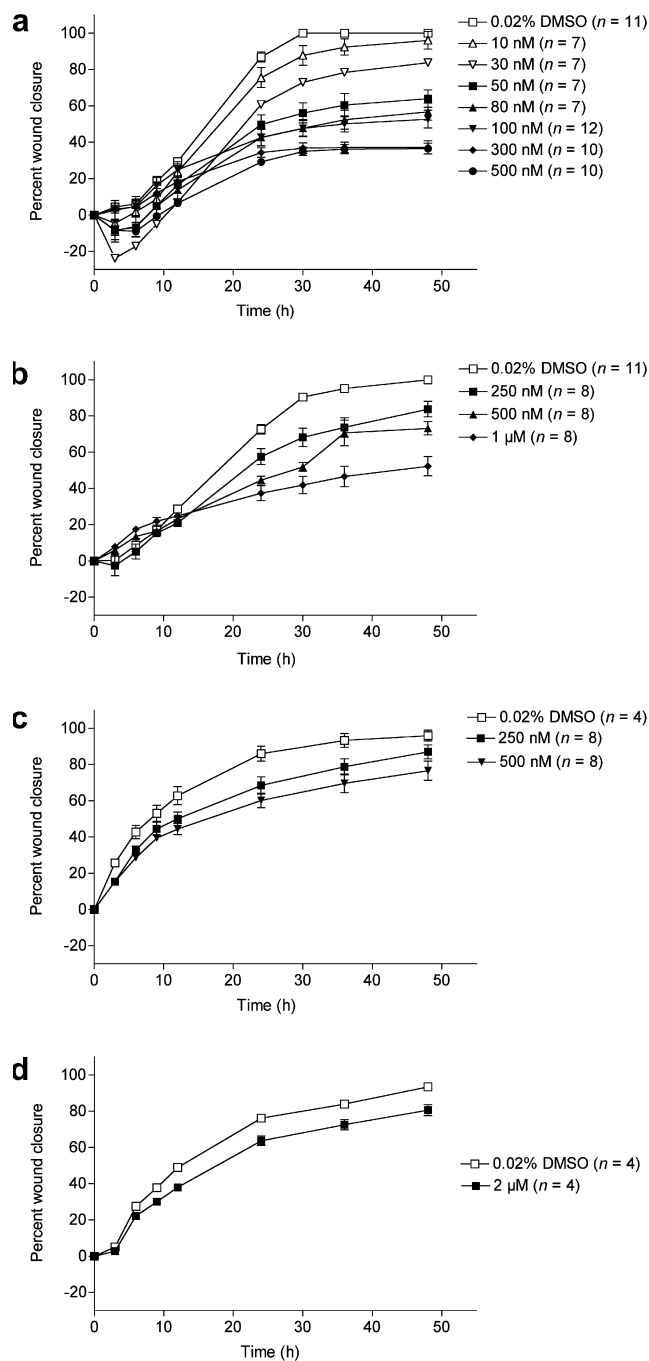 a
100
80
60
40
20
0
-20
Percent wound closure
0
10
20
30
40
50
Time (h)
0.02% DMSO (n = 11)
10 nM (n = 7)
30 nM (n = 7)
50 nM (n = 7)
80 nM (n = 7)
100 nM (n = 12)
300 nM (n = 10)
500 nM (n = 10)
b
100
80
60
40
20
0
-20
Percent wound closure
0
10
20
30
40
50
Time (h)
0.02% DMSO (n = 11)
250 nM (n = 8)
500 nM (n = 8)
1 µM (n = 8)
c
100
80
60
40
20
0
-20
Percent wound closure
0
10
20
30
40
50
Time (h)
0.02% DMSO (n = 4)
250 nM (n = 8)
500 nM (n = 8)
d
100
80
60
40
20
0
-20
Percent wound closure
0
10
20
30
40
50
Time (h)
0.02% DMSO (n = 4)
2 µM (n = 4)